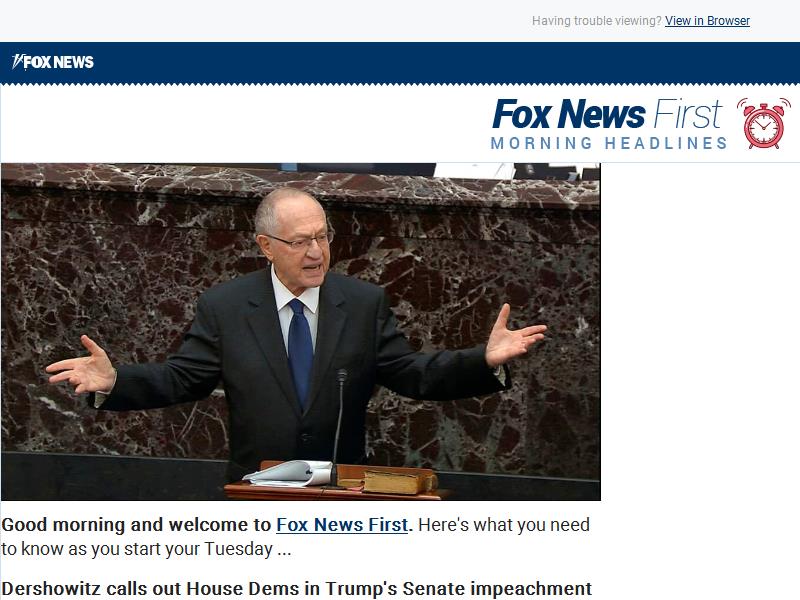 Having trouble viewing? View in Browser
FOX NEWS
Fox News First
MORNING HEADLINES
Good morning and welcome to Fox News First. Here's what you need
to know as you start your Tuesday ...
Dershowitz calls out House Dems in Trump's Senate impeachment